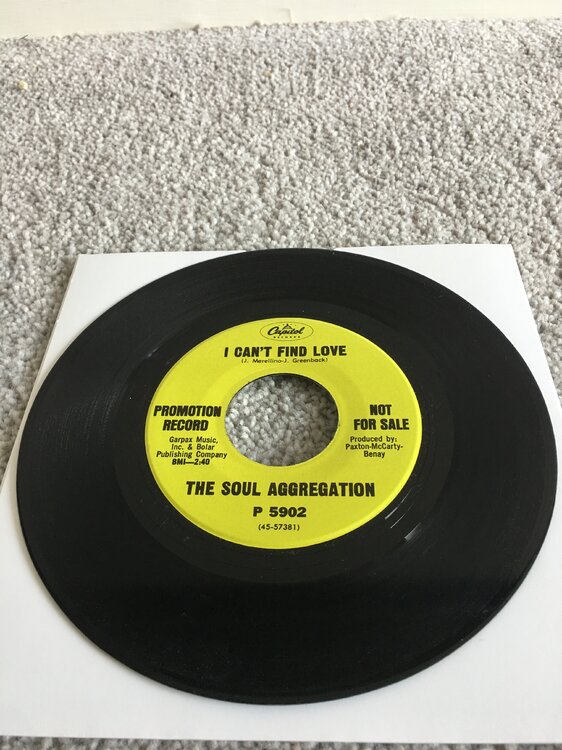 Capitol
RECORDS
I CAN'T FIND LOVE
(J. Merellino-J. Greenback)
PROMOTION
RECORD
Garpax Music,
Inc. & Bolar
Publishing Company
BMI—2:40
NOT
FOR SALE
Produced by:
Paxton-McCarty-
Benay
THE SOUL AGGREGATION
P 5902
(45-57381)